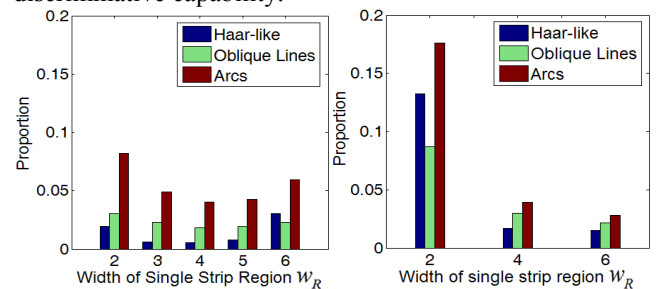 discriminative capability.
0.2
0.15
0.1
0.05
0
Proportion
Haar-like
Oblique Lines
Arcs
2 3 4 5 6
Width of Single Strip Region w_R
0.2
0.15
0.1
0.05
0
Proportion
Haar-like
Oblique Lines
Arcs
2 4 6
Width of single strip region w_R